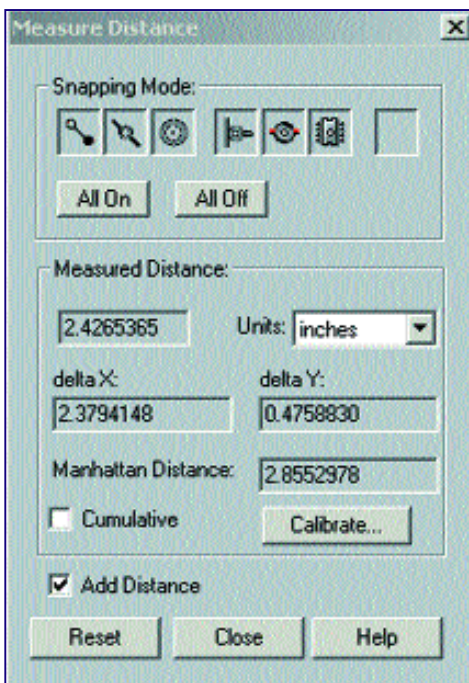 Measure Distance
Snapping Mode:
All On All Off
Measured Distance:
2.4265365 Units: inches
delta X: delta Y:
2.3794148 0.4758830
Manhattan Distance: 2.8552978
Cumulative Calibrate...
Add Distance
Reset Close Help